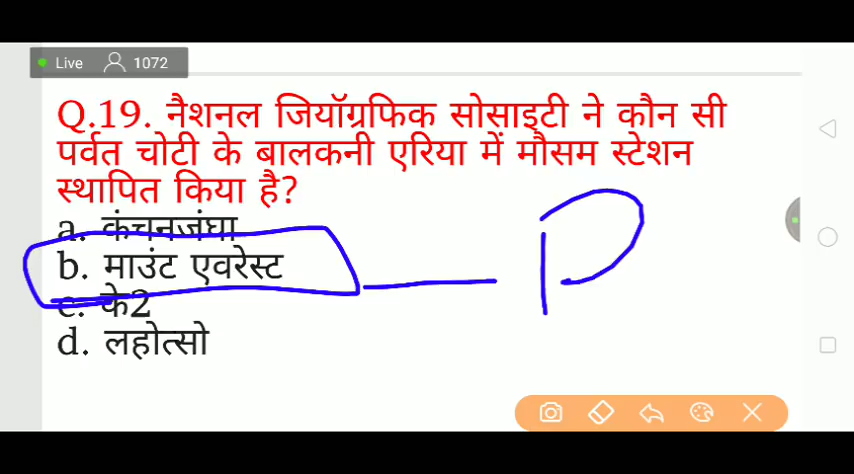 Live 1072
Q.19. नैशनल जियॉग्रफिक सोसाइटी ने कौन सी
पर्वत चोटी के बालकनी एरिया में मौसम स्टेशन
स्थापित किया है?
a. कंचनजंघा
b. माउंट एवरेस्ट
P
c. के2
d. लहोत्सो